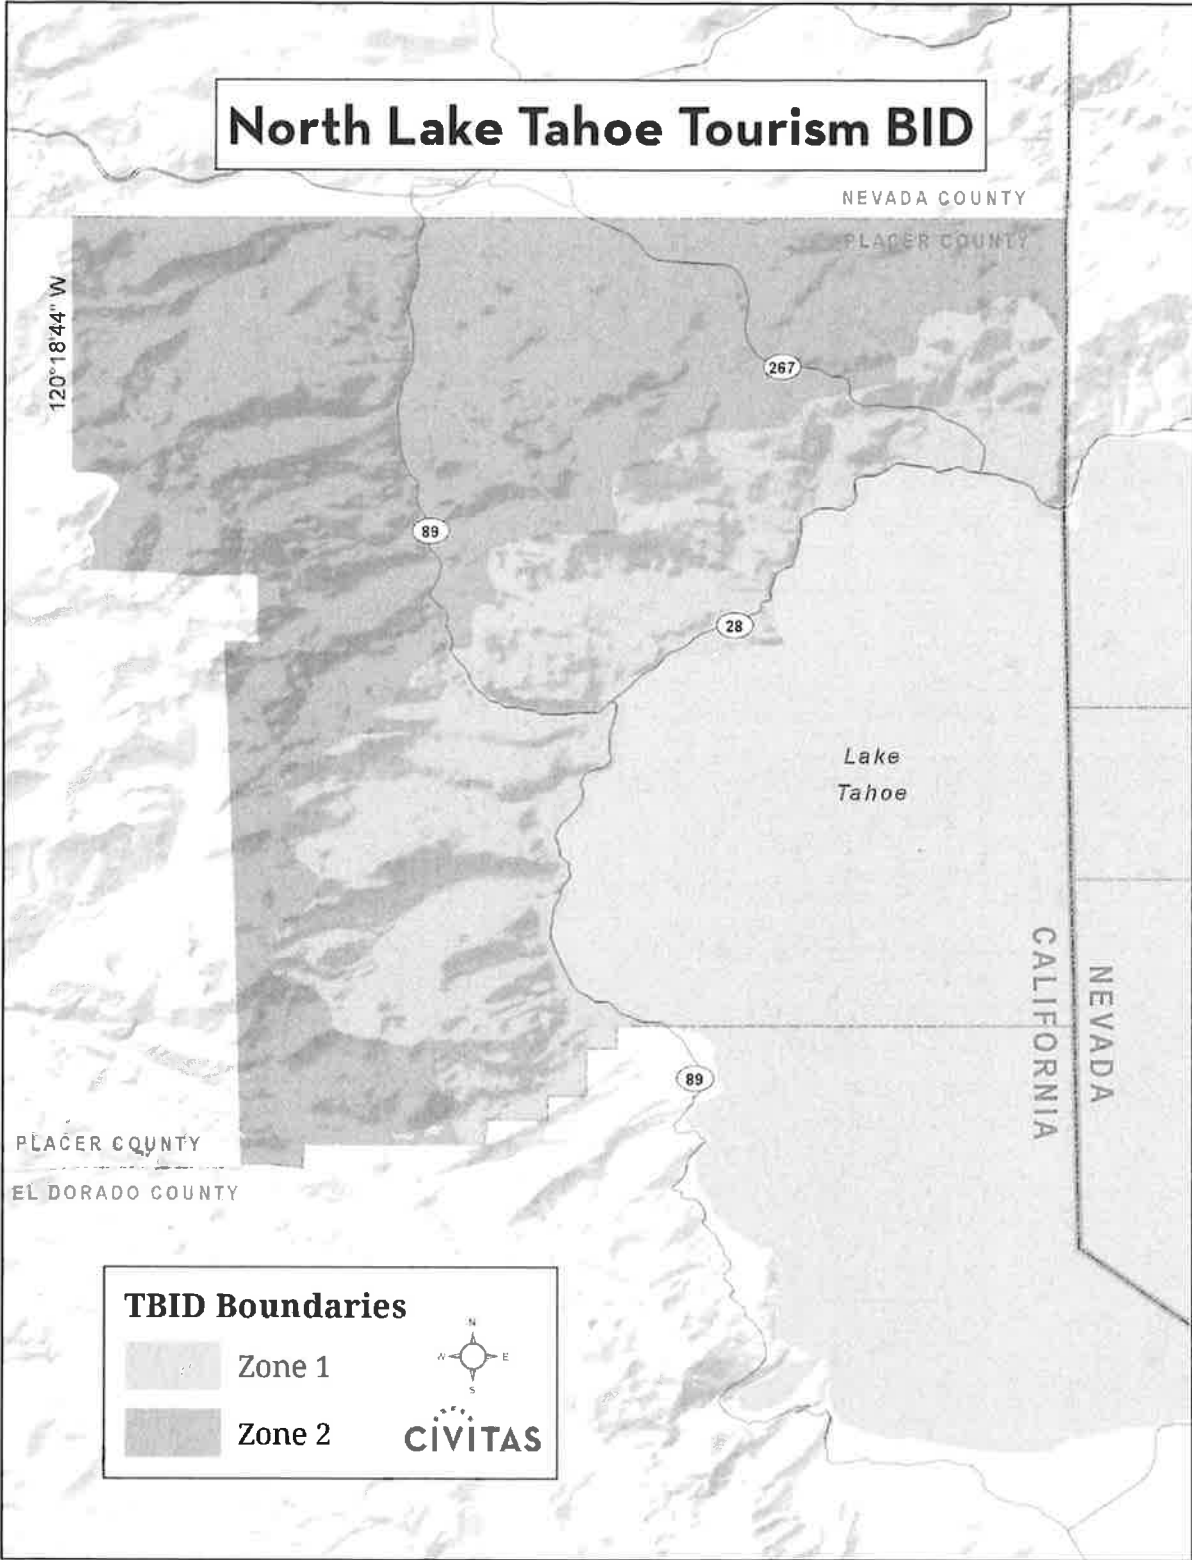 North Lake Tahoe Tourism BID
NEVADA COUNTY
PLACER COUNTY
120°18'44" W
267
89
28
Lake
Tahoe
CALIFORNIA
NEVADA
89
PLACER COUNTY
EL DORADO COUNTY
TBID Boundaries
N
W E
S
Zone 1
Zone 2
CIVITAS